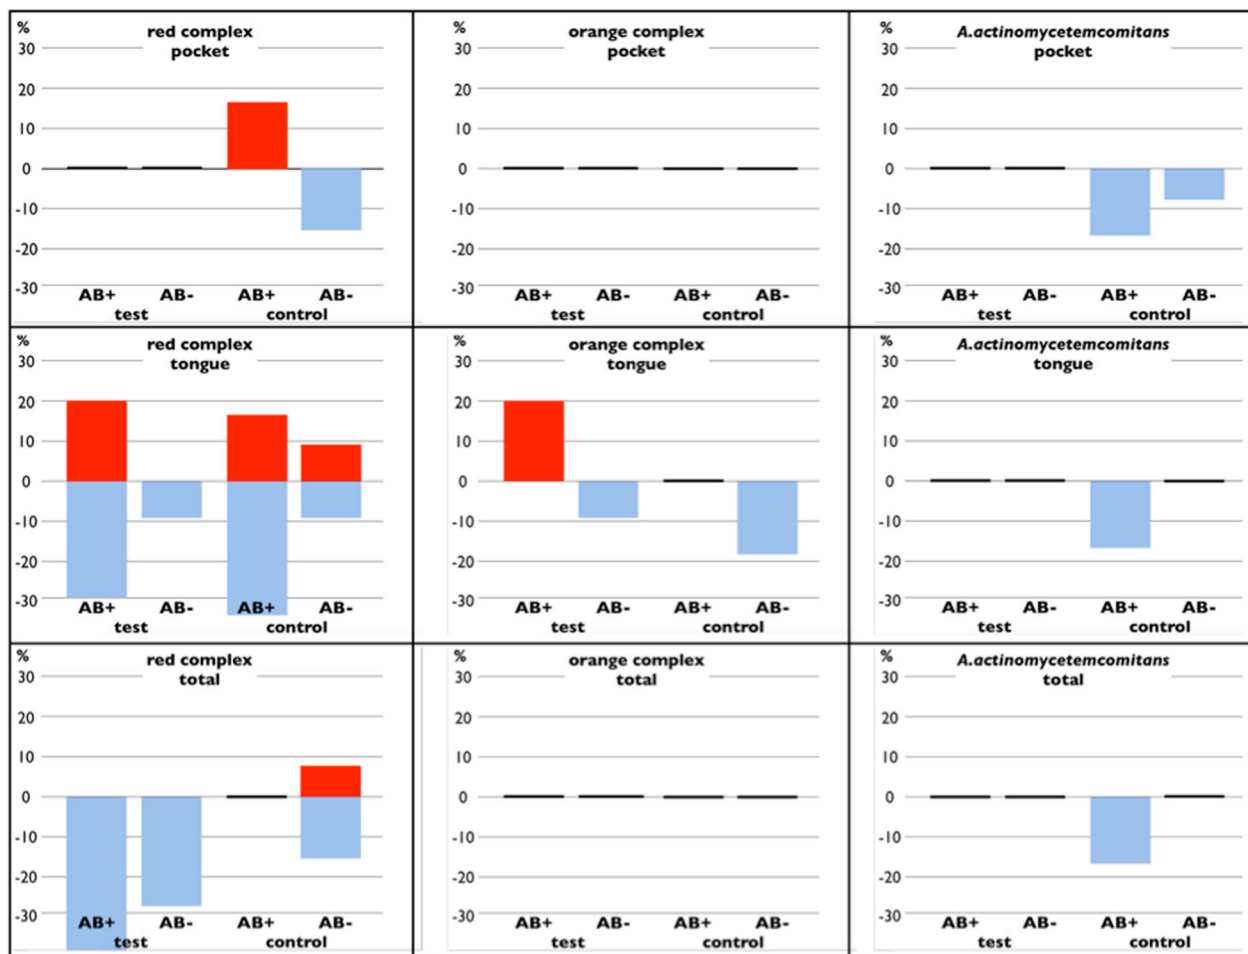 %
red complex
pocket
30
20
10
0
-10
-20
-30
AB+ AB- AB+ AB-
test control
%
orange complex
pocket
30
20
10
0
-10
-20
-30
AB+ AB- AB+ AB-
test control
%
A.actinomycetemcomitans
pocket
30
20
10
0
-10
-20
-30
AB+ AB- AB+ AB-
test control
%
red complex
tongue
30
20
10
0
-10
-20
-30
AB+ AB- AB+ AB-
test control
%
orange complex
tongue
30
20
10
0
-10
-20
-30
AB+ AB- AB+ AB-
test control
%
A.actinomycetemcomitans
tongue
30
20
10
0
-10
-20
-30
AB+ AB- AB+ AB-
test control
%
red complex
total
30
20
10
0
-10
-20
-30
AB+ AB- AB+ AB-
test control
%
orange complex
total
30
20
10
0
-10
-20
-30
AB+ AB- AB+ AB-
test control
%
A.actinomycetemcomitans
total
30
20
10
0
-10
-20
-30
AB+ AB- AB+ AB-
test control